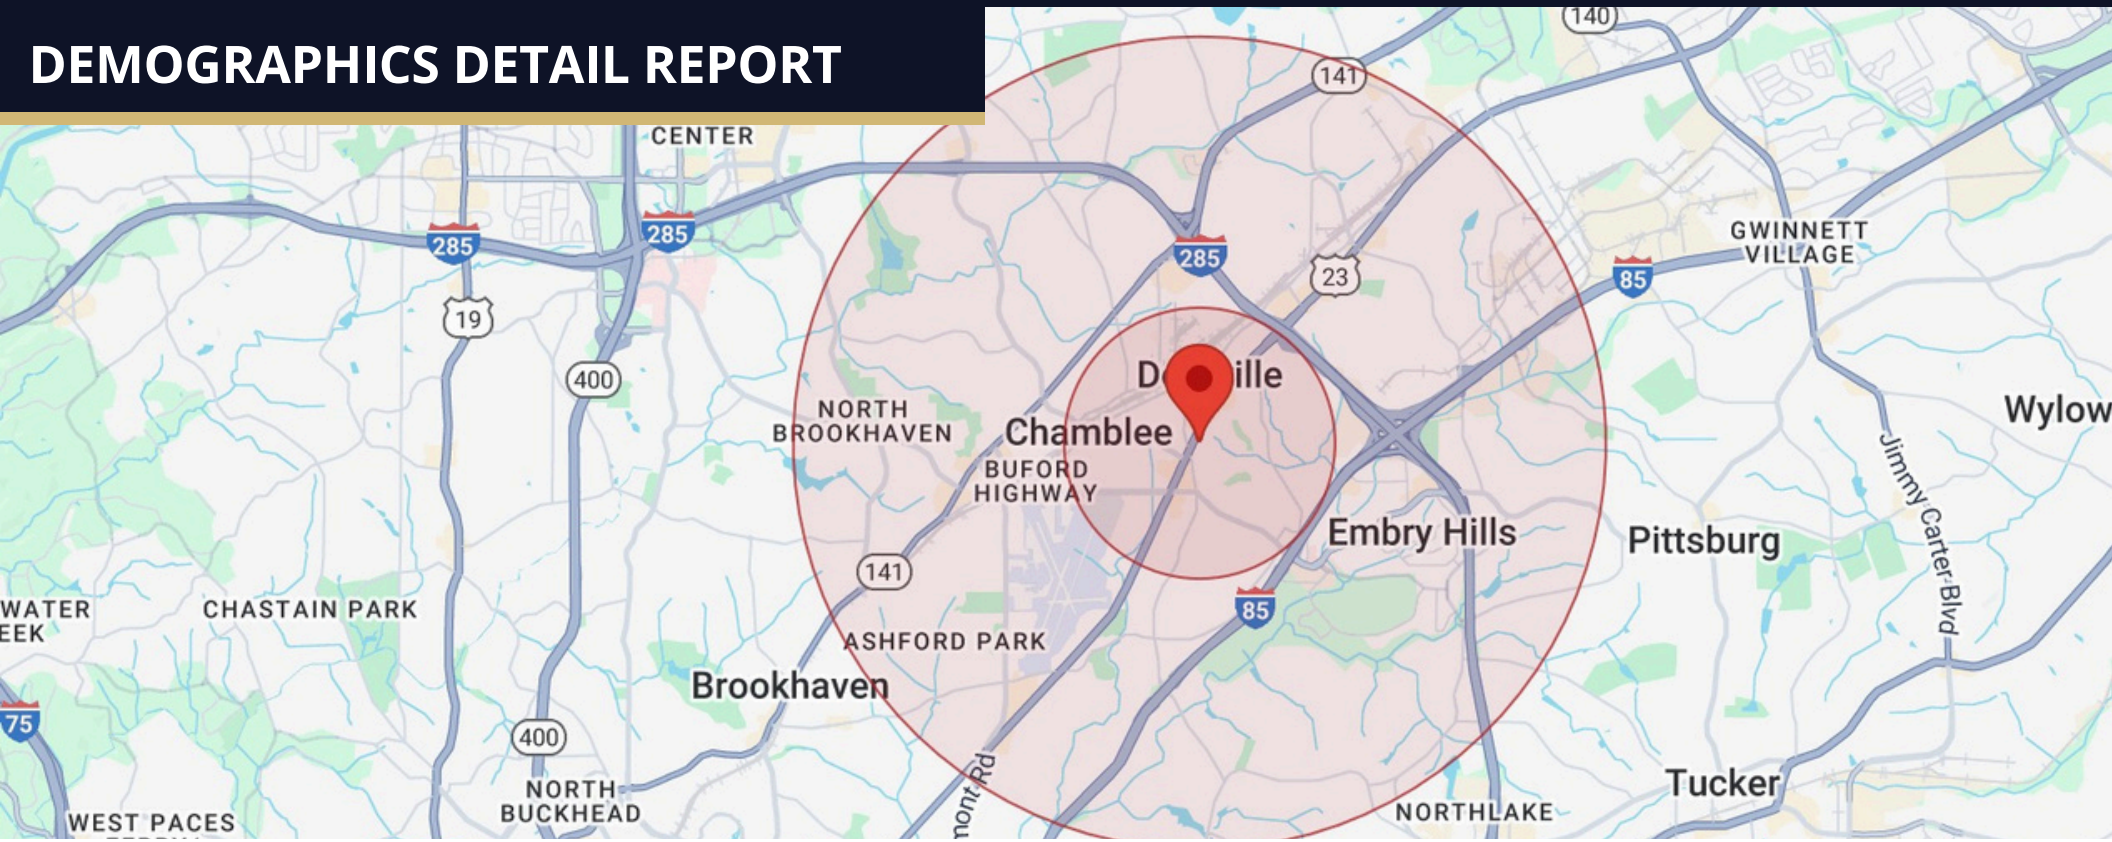 DEMOGRAPHICS DETAIL REPORT
140
141
CENTER
GWINNETT
VILLAGE
285
285
285
23
85
19
400
Wylow
NORTH
BROOKHAVEN
Chamblee
BUFORD
HIGHWAY
Jimmy Carter Blvd
Embry Hills
Pittsburg
141
85
WATER
EEK
CHASTAIN PARK
ASHFORD PARK
Brookhaven
75
400
NORTH
BUCKHEAD
mont Rd
Tucker
NORTHLAKE
WEST PACES